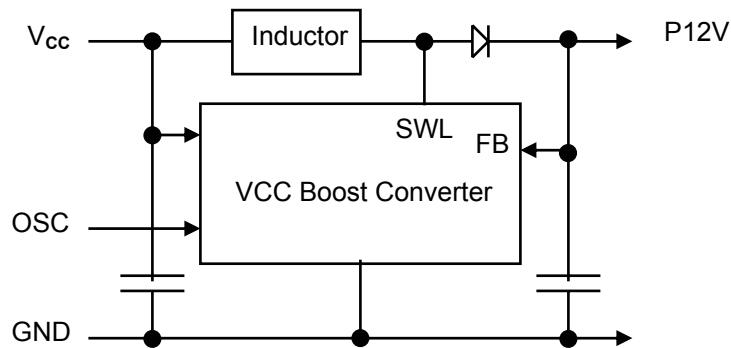 Vcc
Inductor
P12V
SWL
FB
VCC Boost Converter
OSC
GND